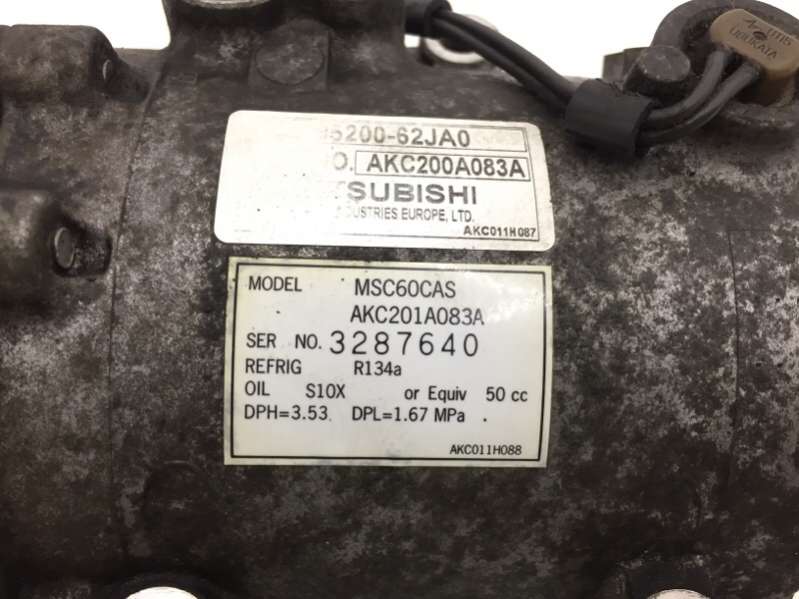 5200-62JA0
O. AKC200A083A
SUBISHI
DUSTRIES EUROPE, LTD.
AKC011H087
MODEL MSC60CAS
AKC201A083A
SER NO. 3287640
REFRIG R134a
OIL S10X or Equiv 50 cc
DPH=3.53 DPL=1.67 MPa
AKC011H088